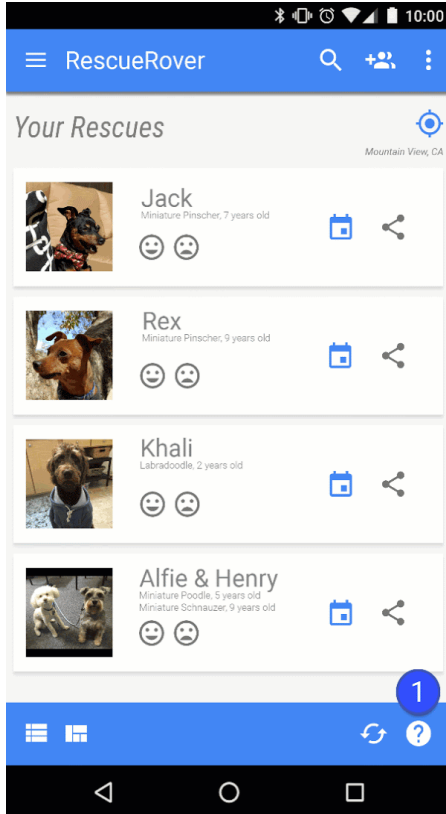 10:00
RescueRover
Your Rescues
Mountain View, CA
Jack
Miniature Pinscher, 7 years old
Rex
Miniature Pinscher, 9 years old
Khali
Labradoodle, 2 years old
Alfie & Henry
Miniature Poodle, 5 years old
Miniature Schnauzer, 9 years old
1
?